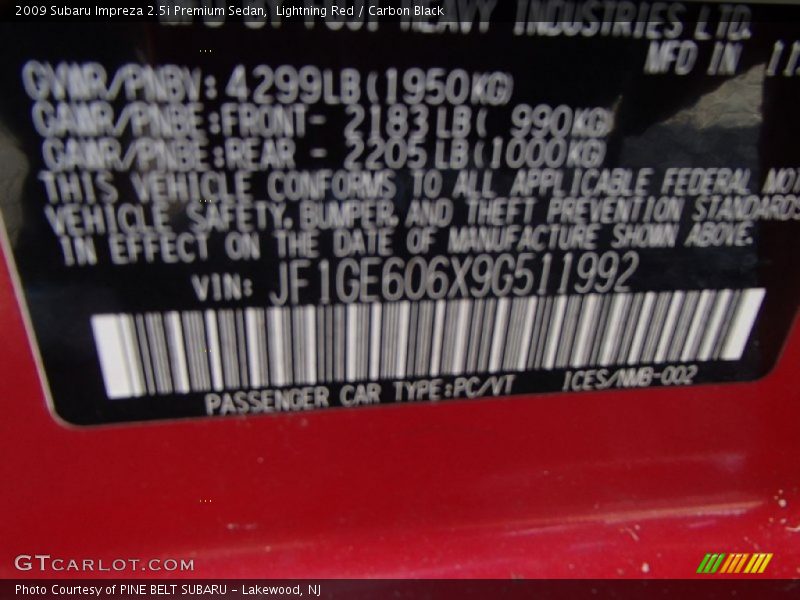 2009 Subaru Impreza 2.5i Premium Sedan, Lightning Red / Carbon Black
HEAVY INDUSTRIES LTD.
MFD IN 11
GVWR/PNBV: 4299LB(1950KG)
GAWR/PNBE:FRONT- 2183LB( 990KG)
GAWR/PNBE:REAR - 2205LB(1000KG)
THIS VEHICLE CONFORMS TO ALL APPLICABLE FEDERAL MOT
VEHICLE SAFETY, BUMPER, AND THEFT PREVENTION STANDARDS
IN EFFECT ON THE DATE OF MANUFACTURE SHOWN ABOVE.
VIN: JF1GE606X9G511992
PASSENGER CAR TYPE:PC/VT ICES/NMB-002
GTCARLOT.COM
Photo Courtesy of PINE BELT SUBARU - Lakewood, NJ